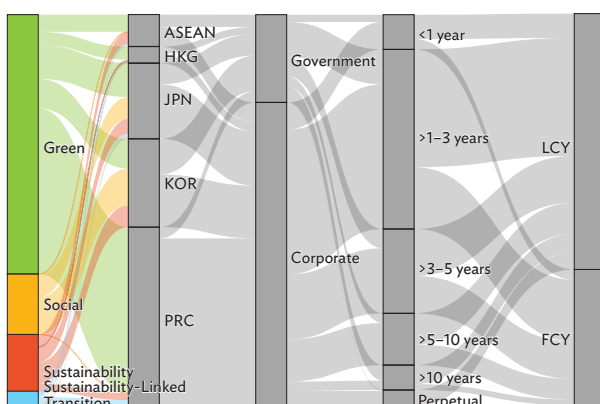 Green
Social
Sustainability
Sustainability-Linked
Transition
ASEAN
HKG
JPN
KOR
PRC
Government
Corporate
<1 year
>1–3 years
>3–5 years
>5–10 years
>10 years
Perpetual
LCY
FCY